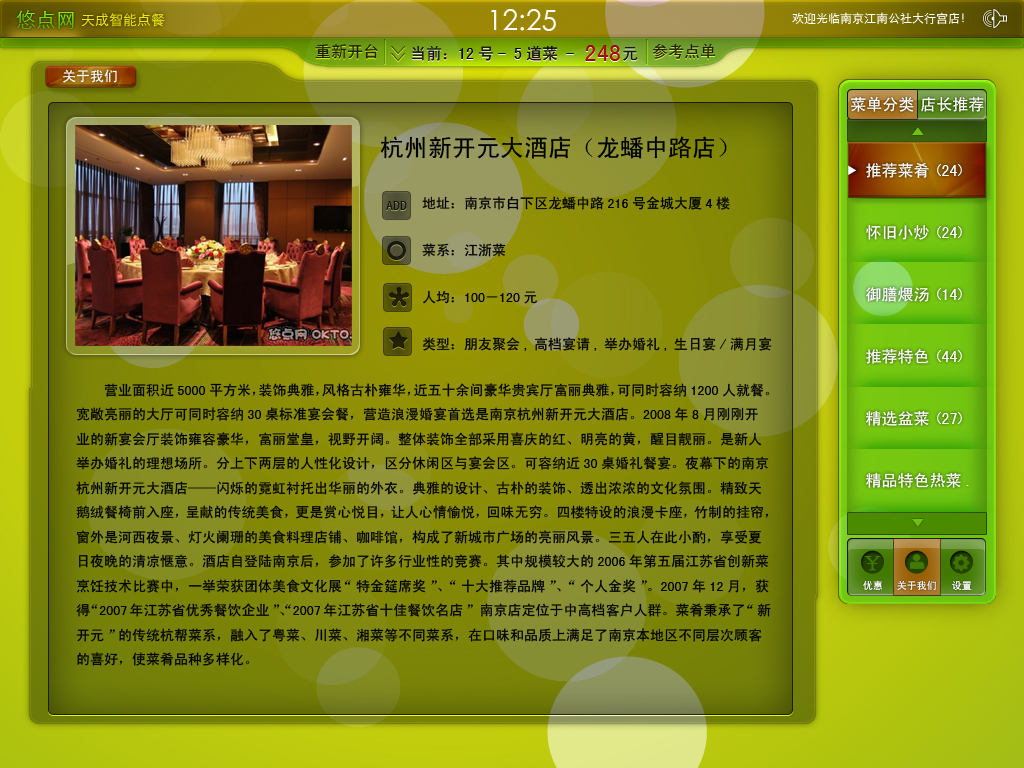 悠点网 天成智能点餐
12:25
欢迎光临南京江南公社大行宫店！
重新开台
当前：12 号 – 5 道菜 – 248元
参考点单
关于我们
杭州新开元大酒店（龙蟠中路店）
ADD 地址：南京市白下区龙蟠中路 216 号金城大厦 4 楼
菜系：江浙菜
人均：100－120 元
类型：朋友聚会，高档宴请，举办婚礼，生日宴 / 满月宴
悠点网 OKTO
营业面积近 5000 平方米，装饰典雅，风格古朴雍华，近五十余间豪华贵宾厅富丽典雅，可同时容纳 1200 人就餐。
宽敞亮丽的大厅可同时容纳 30 桌标准宴会餐，营造浪漫婚宴首选是南京杭州新开元大酒店。2008 年 8 月刚刚开
业的新宴会厅装饰雍容豪华，富丽堂皇，视野开阔。整体装饰全部采用喜庆的红、明亮的黄，醒目靓丽。是新人
举办婚礼的理想场所。分上下两层的人性化设计，区分休闲区与宴会区。可容纳近 30 桌婚礼餐宴。夜幕下的南京
杭州新开元大酒店——闪烁的霓虹衬托出华丽的外衣。典雅的设计、古朴的装饰、透出浓浓的文化氛围。精致天
鹅绒餐椅前入座，呈献的传统美食，更是赏心悦目，让人心情愉悦，回味无穷。四楼特设的浪漫卡座，竹制的挂帘，
窗外是河西夜景、灯火阑珊的美食料理店铺、咖啡馆，构成了新城市广场的亮丽风景。三五人在此小酌，享受夏
日夜晚的清凉惬意。酒店自登陆南京后，参加了许多行业性的竞赛。其中规模较大的 2006 年第五届江苏省创新菜
烹饪技术比赛中，一举荣获团体美食文化展“ 特金筵席奖 ”、“ 十大推荐品牌 ”、“ 个人金奖 ”。2007 年 12 月，获
得“2007 年江苏省优秀餐饮企业 ”、“2007 年江苏省十佳餐饮名店 ” 南京店定位于中高档客户人群。菜肴秉承了“ 新
开元 ” 的传统杭帮菜系，融入了粤菜、川菜、湘菜等不同菜系，在口味和品质上满足了南京本地区不同层次顾客
的喜好，使菜肴品种多样化。
菜单分类 店长推荐
推荐菜肴 (24)
怀旧小炒 (24)
御膳煨汤 (14)
推荐特色 (44)
精选盆菜 (27)
精品特色热菜 .
优惠 关于我们 设置